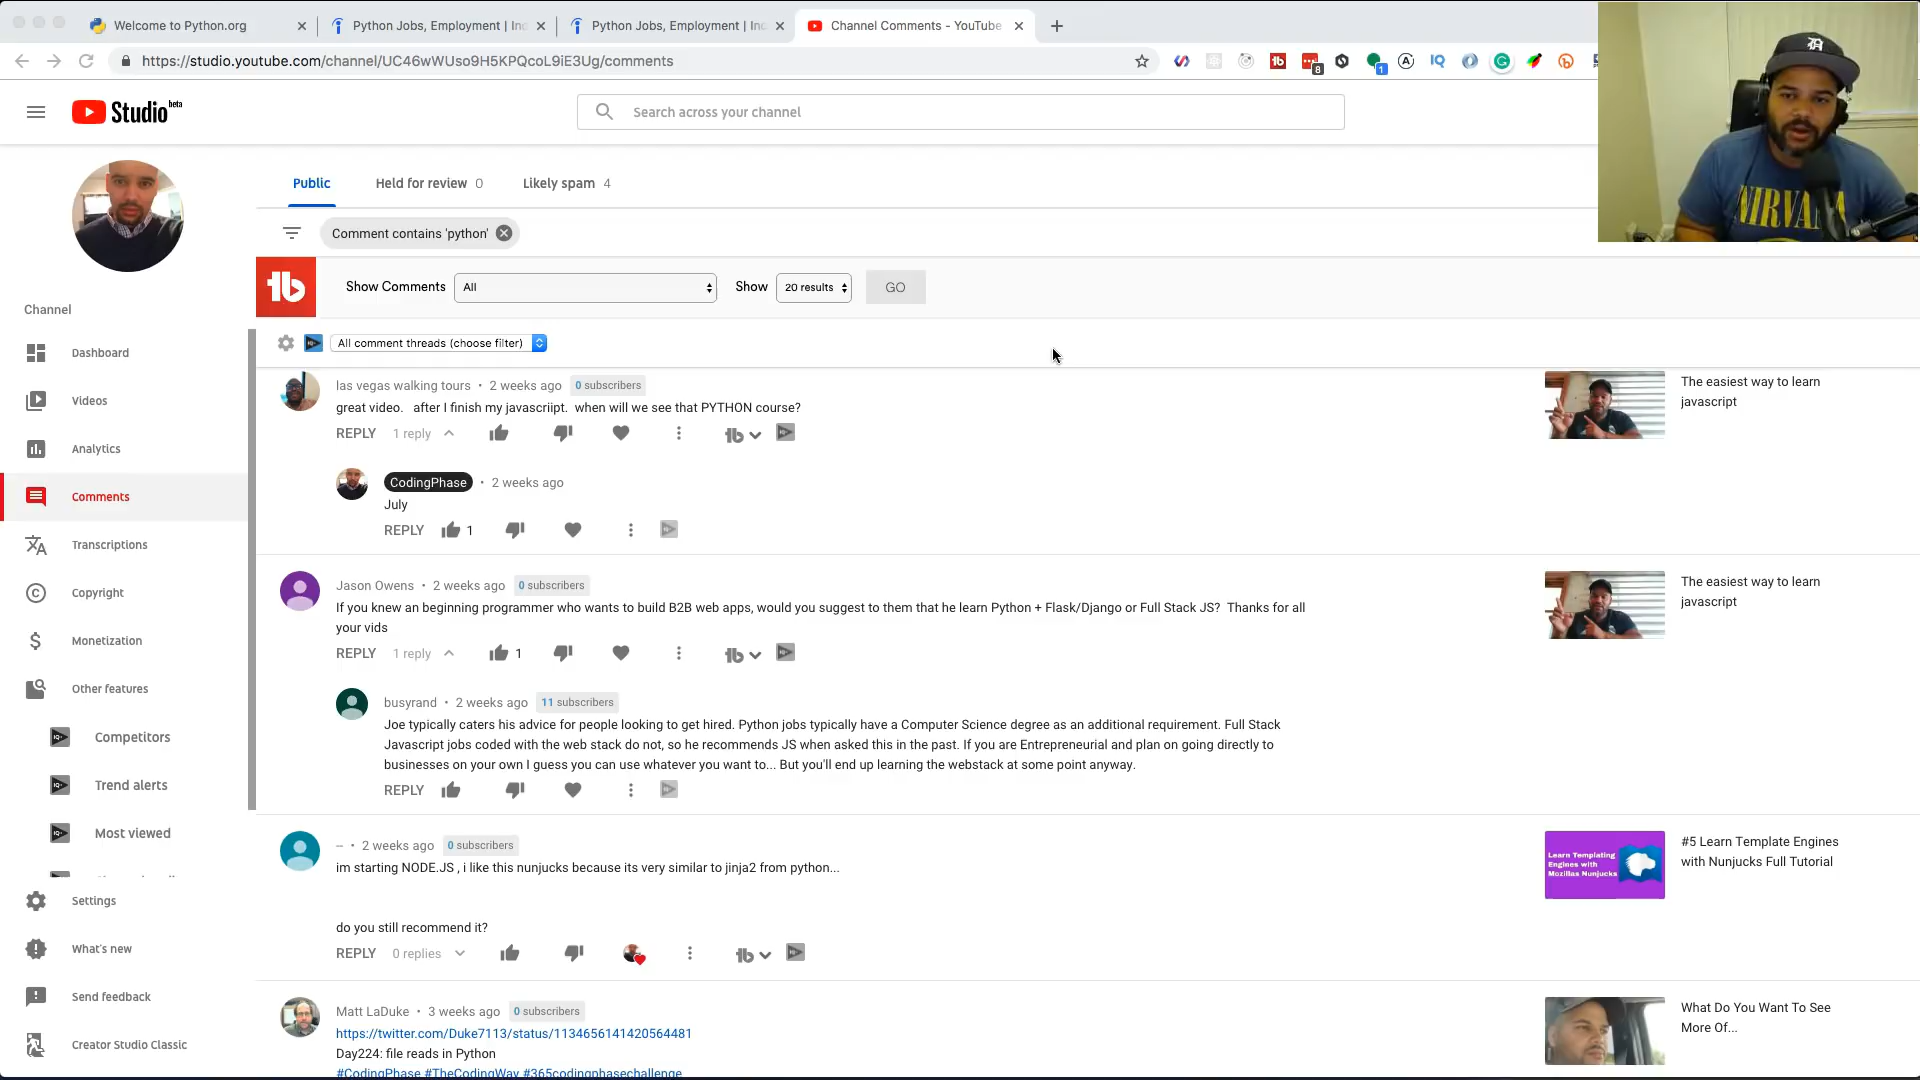 Welcome to Python.org
Python Jobs, Employment | Ind
Python Jobs, Employment | Inc
Channel Comments - YouTube
https://studio.youtube.com/channel/UC46wWUso9H5KPQcoL9iE3Ug/comments
8
1
IQ
Studio beta
Search across your channel
NIRVANA
Public
Held for review 0
Likely spam 4
Comment contains 'python'
Show Comments
All
Show
20 results
GO
All comment threads (choose filter)
Channel
Dashboard
Videos
Analytics
Comments
Transcriptions
Copyright
Monetization
Other features
Competitors
Trend alerts
Most viewed
Settings
What's new
Send feedback
Creator Studio Classic
las vegas walking tours • 2 weeks ago 0 subscribers
great video. after I finish my javascriipt. when will we see that PYTHON course?
REPLY 1 reply
The easiest way to learn
javascript
CodingPhase • 2 weeks ago
July
REPLY 1
Jason Owens • 2 weeks ago 0 subscribers
If you knew an beginning programmer who wants to build B2B web apps, would you suggest to them that he learn Python + Flask/Django or Full Stack JS? Thanks for all
your vids
REPLY 1 reply 1
The easiest way to learn
javascript
busyrand • 2 weeks ago 11 subscribers
Joe typically caters his advice for people looking to get hired. Python jobs typically have a Computer Science degree as an additional requirement. Full Stack
Javascript jobs coded with the web stack do not, so he recommends JS when asked this in the past. If you are Entrepreneurial and plan on going directly to
businesses on your own I guess you can use whatever you want to... But you'll end up learning the webstack at some point anyway.
REPLY
-- • 2 weeks ago 0 subscribers
im starting NODE.JS , i like this nunjucks because its very similar to jinja2 from python...
do you still recommend it?
REPLY 0 replies
Learn Templating
Engines with
Mozillas Nunjucks
#5 Learn Template Engines
with Nunjucks Full Tutorial
Matt LaDuke • 3 weeks ago 0 subscribers
https://twitter.com/Duke7113/status/1134656141420564481
Day224: file reads in Python
#CodingPhase #TheCodingWay #365codingphasechallenge
What Do You Want To See
More Of...